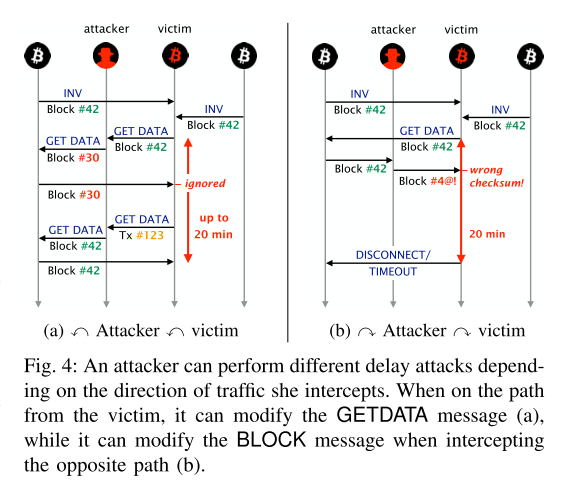 attacker victim
INV
Block #42
INV
Block #42
GET DATA
Block #42
GET DATA
Block #30
Block #30
ignored
up to
20 min
GET DATA
Tx #123
GET DATA
Block #42
Block #42
(a) ↶ Attacker ↶ victim
attacker victim
INV
Block #42
INV
Block #42
GET DATA
Block #42
Block #42
Block #4@!
wrong
checksum!
20 min
DISCONNECT/
TIMEOUT
(b) ↷ Attacker ↷ victim
Fig. 4: An attacker can perform different delay attacks depen-
ding on the direction of traffic she intercepts. When on the path
from the victim, it can modify the GETDATA message (a),
while it can modify the BLOCK message when intercepting
the opposite path (b).